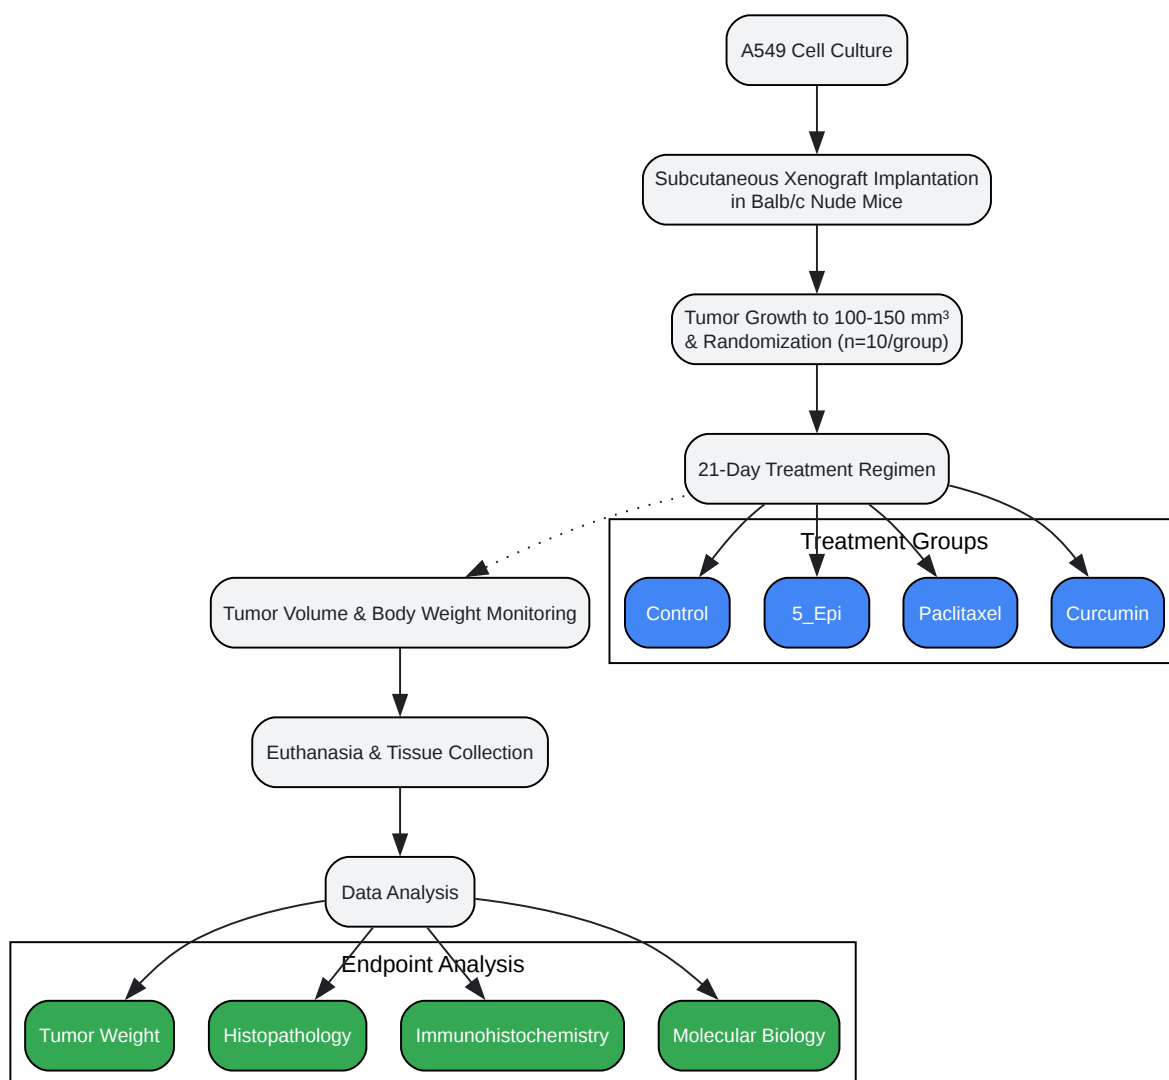 A549 Cell Culture
Subcutaneous Xenograft Implantation
in Balb/c Nude Mice
Tumor Growth to 100-150 mm³
& Randomization (n=10/group)
21-Day Treatment Regimen
Treatment Groups
Control
5_Epi
Paclitaxel
Curcumin
Tumor Volume & Body Weight Monitoring
Euthanasia & Tissue Collection
Data Analysis
Endpoint Analysis
Tumor Weight
Histopathology
Immunohistochemistry
Molecular Biology